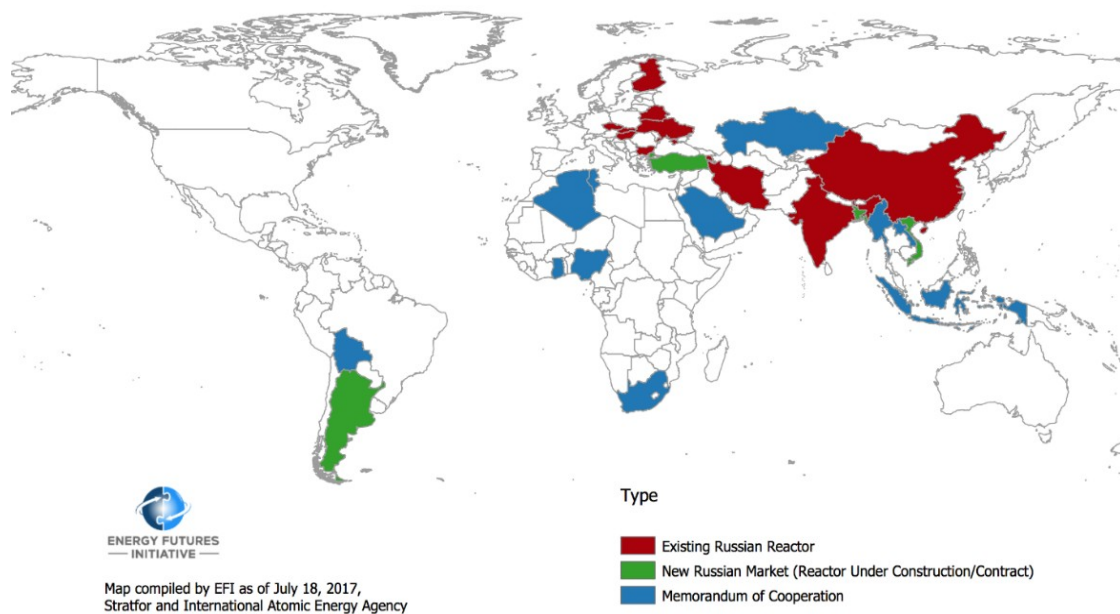 Type
Existing Russian Reactor
New Russian Market (Reactor Under Construction/Contract)
Memorandum of Cooperation
ENERGY FUTURES
INITIATIVE
Map compiled by EFI as of July 18, 2017,
Stratfor and International Atomic Energy Agency